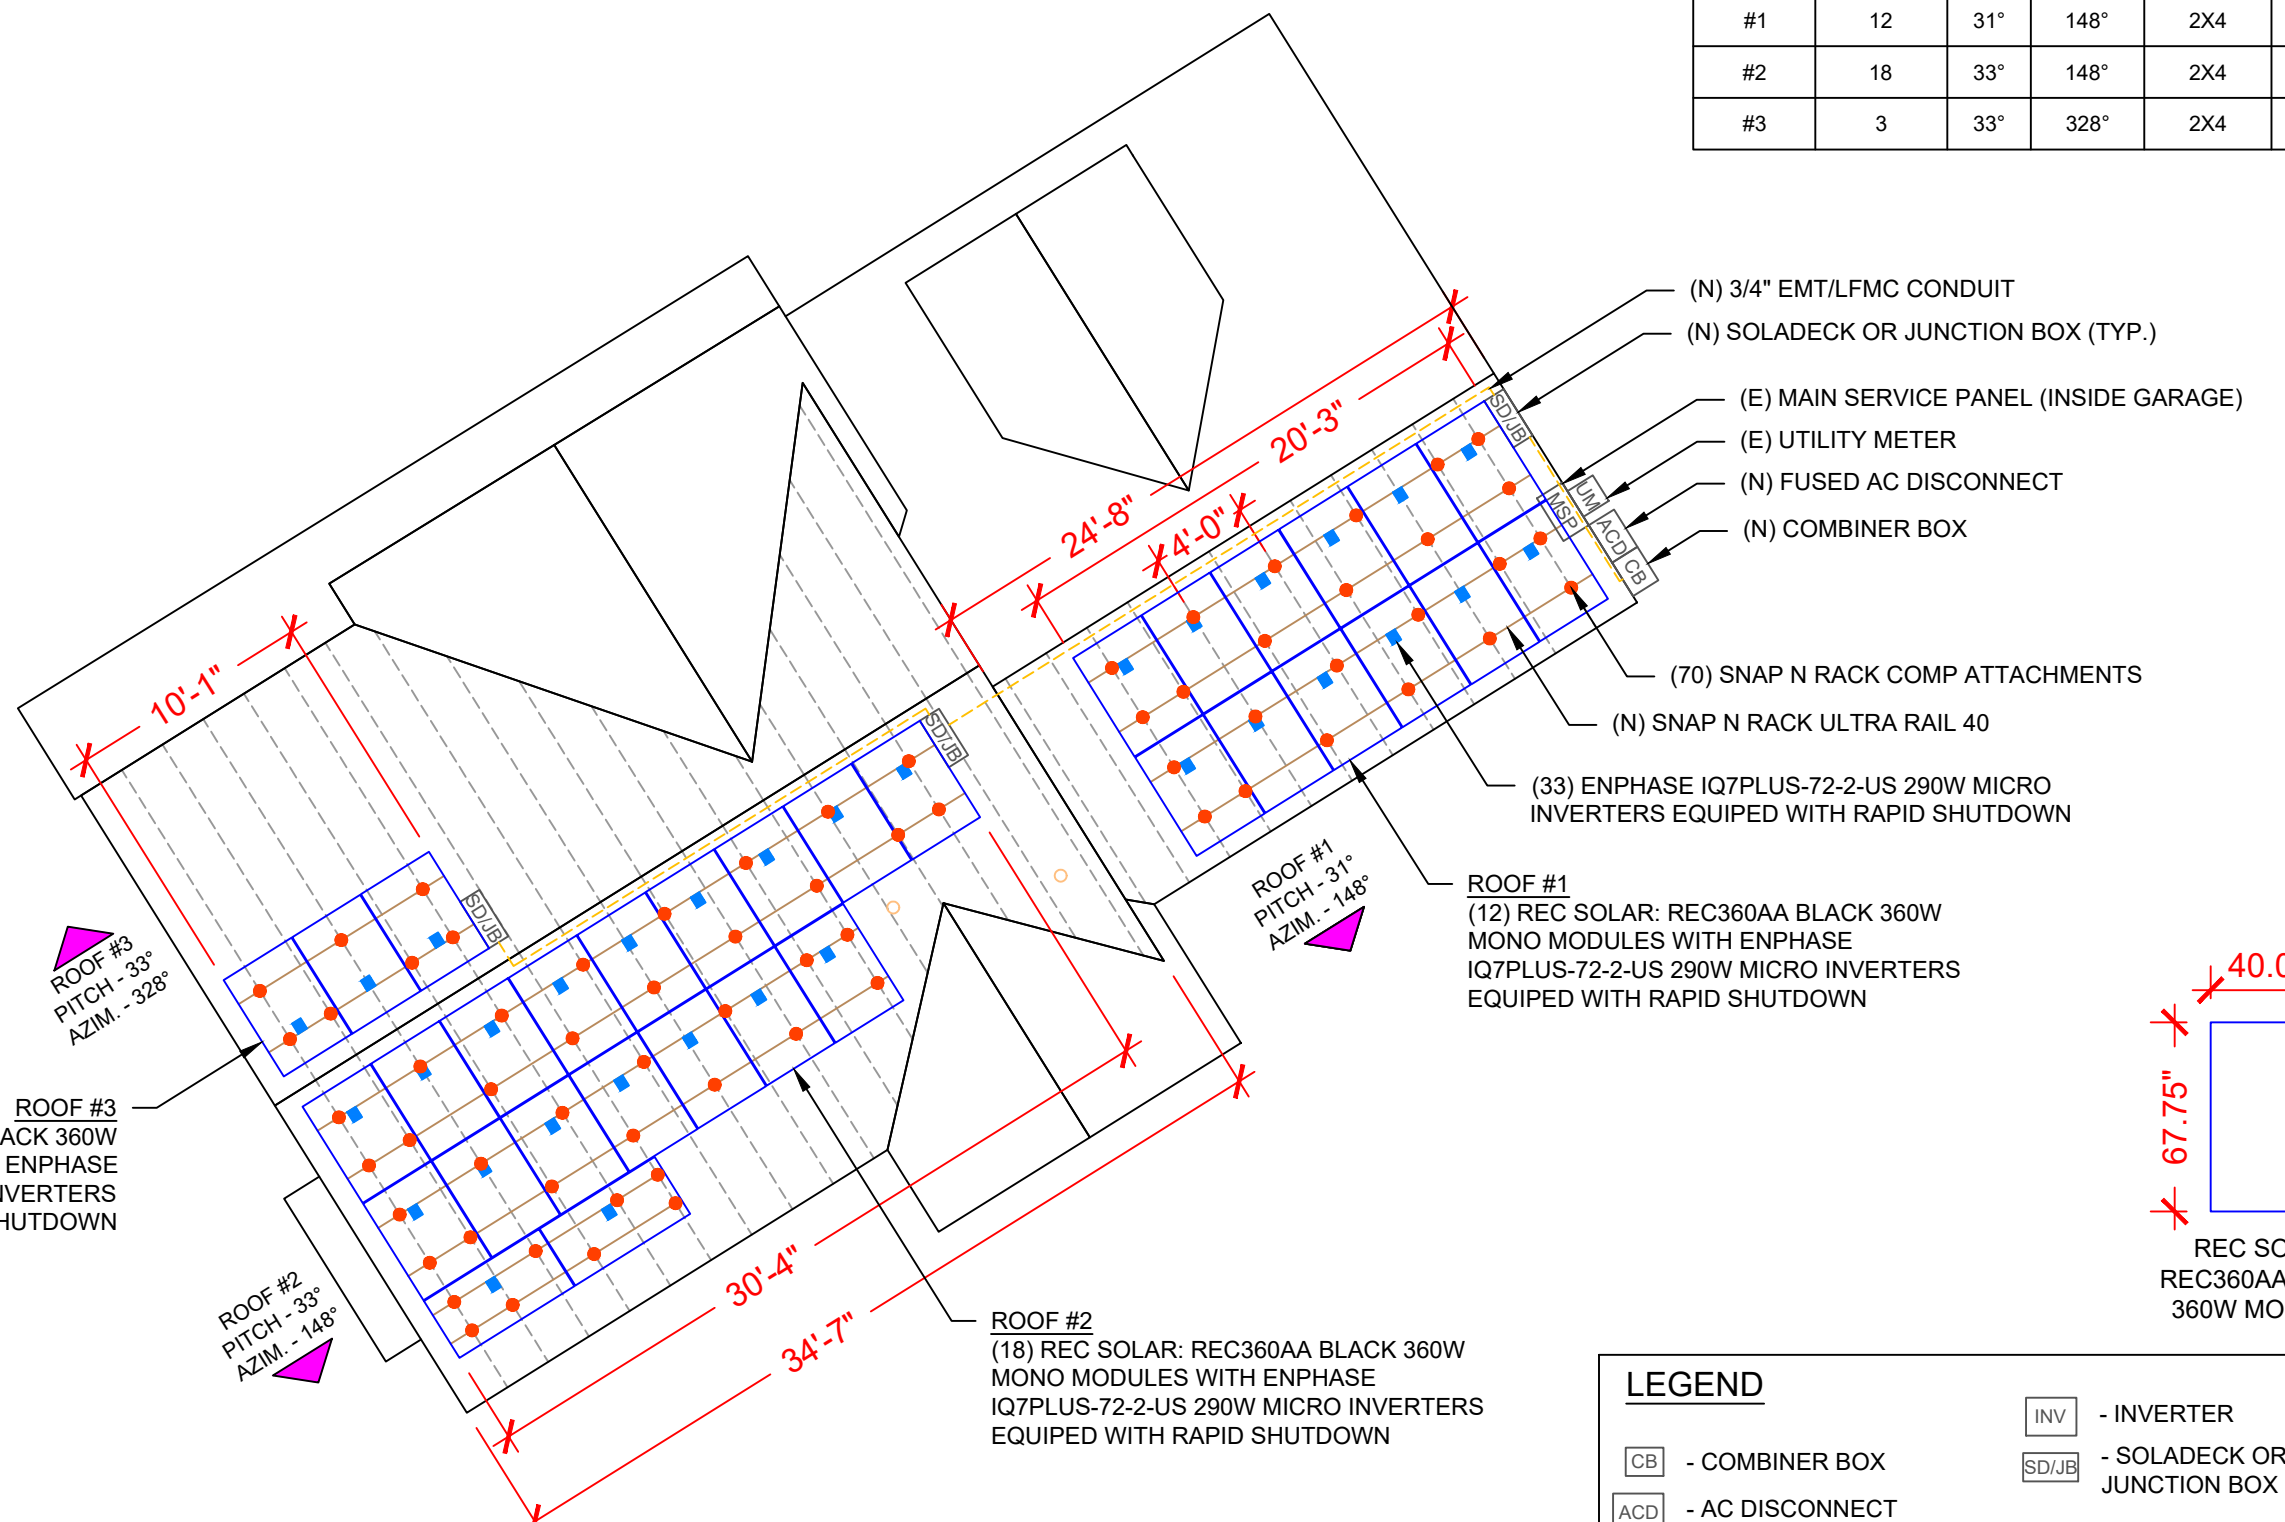 #1 12 31° 148° 2X4
#2 18 33° 148° 2X4
#3 3 33° 328° 2X4
(N) 3/4" EMT/LFMC CONDUIT
(N) SOLADECK OR JUNCTION BOX (TYP.)
(E) MAIN SERVICE PANEL (INSIDE GARAGE)
(E) UTILITY METER
(N) FUSED AC DISCONNECT
(N) COMBINER BOX
(70) SNAP N RACK COMP ATTACHMENTS
(N) SNAP N RACK ULTRA RAIL 40
(33) ENPHASE IQ7PLUS-72-2-US 290W MICRO
INVERTERS EQUIPED WITH RAPID SHUTDOWN
SD/JB
MSP
UM
ACD
CB
20'-3"
24'-8"
4'-0"
10'-1"
SD/JB
SD/JB
ROOF #1
PITCH - 31°
AZIM. - 148°
ROOF #1
(12) REC SOLAR: REC360AA BLACK 360W
MONO MODULES WITH ENPHASE
IQ7PLUS-72-2-US 290W MICRO INVERTERS
EQUIPED WITH RAPID SHUTDOWN
ROOF #3
PITCH - 33°
AZIM. - 328°
ROOF #3
ACK 360W
ENPHASE
NVERTERS
HUTDOWN
ROOF #2
PITCH - 33°
AZIM. - 148°
30'-4"
34'-7"
ROOF #2
(18) REC SOLAR: REC360AA BLACK 360W
MONO MODULES WITH ENPHASE
IQ7PLUS-72-2-US 290W MICRO INVERTERS
EQUIPED WITH RAPID SHUTDOWN
40.0
67.75"
REC SO
REC360AA
360W MO
LEGEND
INV - INVERTER
CB - COMBINER BOX
SD/JB - SOLADECK OR
JUNCTION BOX
ACD - AC DISCONNECT